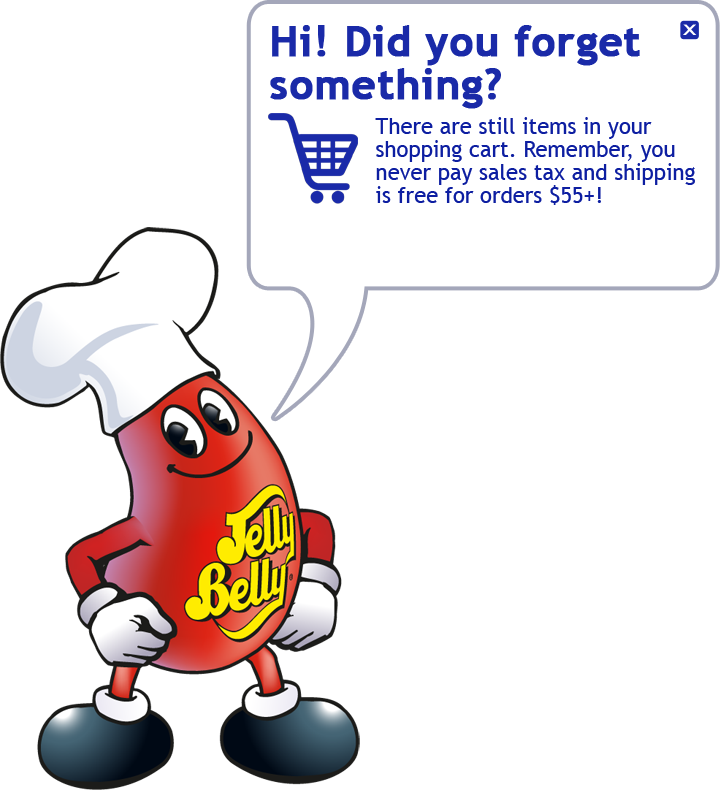 Hi! Did you forget
something?
There are still items in your
shopping cart. Remember, you
never pay sales tax and shipping
is free for orders $55+!
Jelly
Belly®